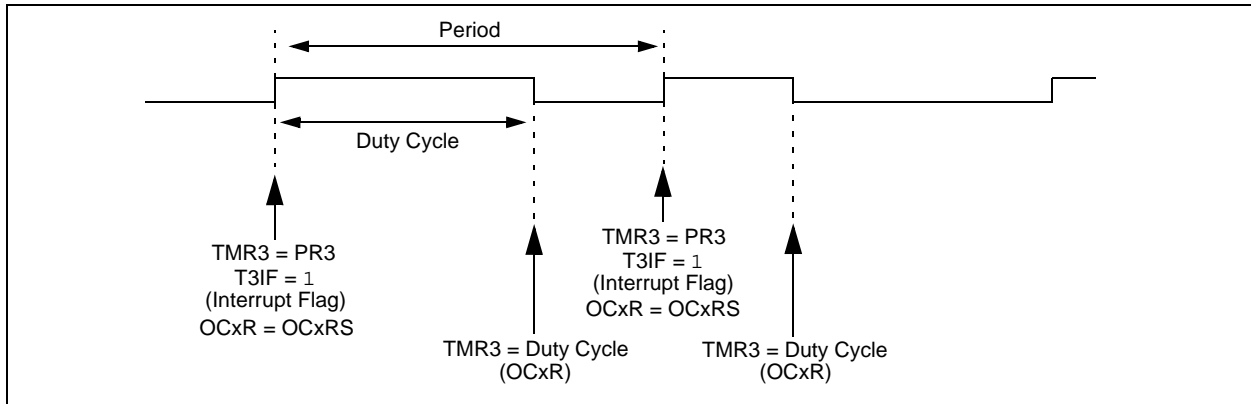 Period
Duty Cycle
TMR3 = PR3
T3IF = 1
(Interrupt Flag)
OCxR = OCxRS
TMR3 = Duty Cycle
(OCxR)
TMR3 = PR3
T3IF = 1
(Interrupt Flag)
OCxR = OCxRS
TMR3 = Duty Cycle
(OCxR)